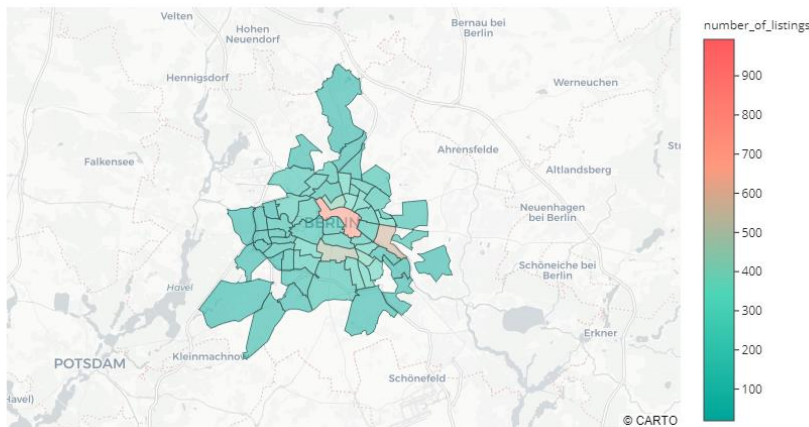 Velten
Hohen
Neuendorf
Bernau bei
Berlin
Hennigsdorf
Werneuchen
Falkensee
Ahrensfelde
Altlandsberg
BERLIN
Neuenhagen
bei Berlin
Schöneiche bei
Berlin
Havel
Erkner
POTSDAM
Kleinmachnow
Schönefeld
Havel)
© CARTO
number_of_listings
900
800
700
600
500
400
300
200
100